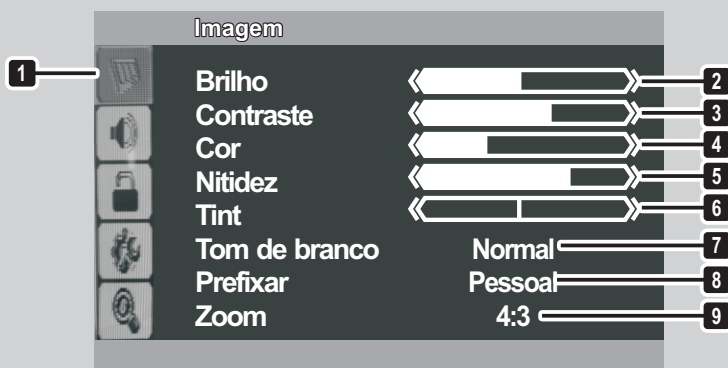 Imagem
1
Brilho 2
Contraste 3
Cor 4
Nitidez 5
Tint 6
Tom de branco Normal 7
Prefixar Pessoal 8
Zoom 4:3 9